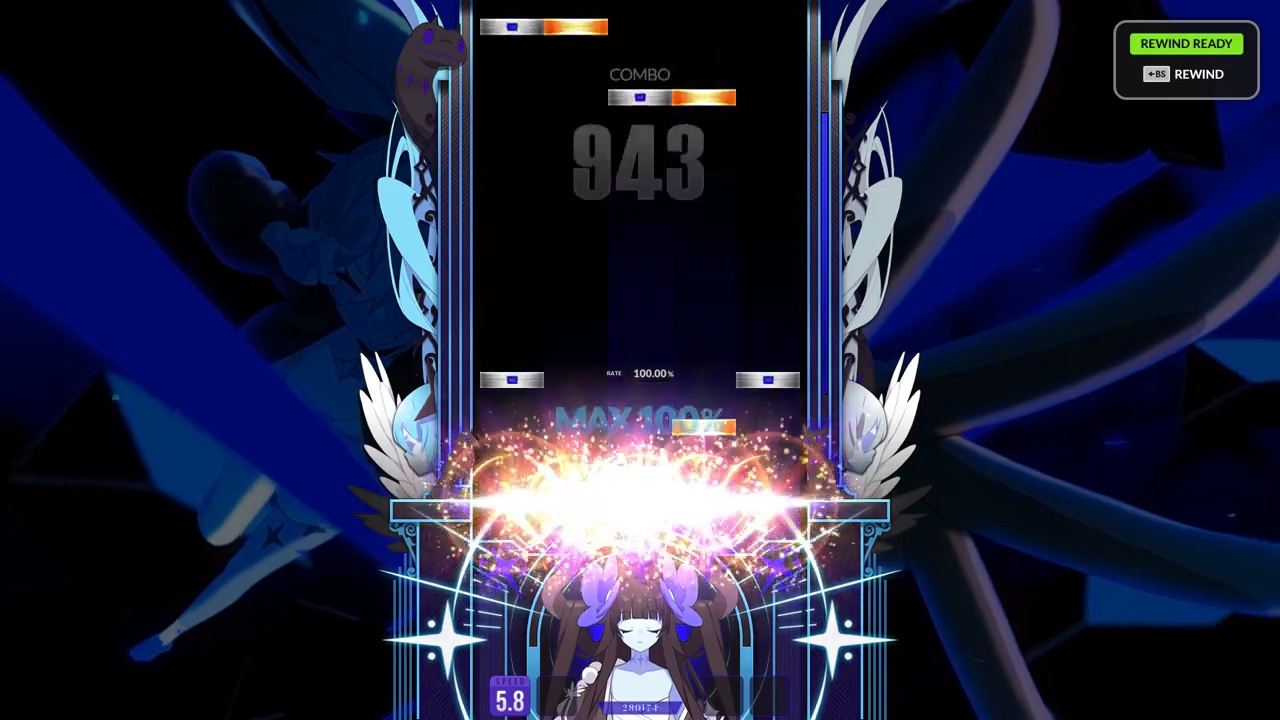 REWIND READY
←BS REWIND
COMBO
943
RATE 100.00%
MAX 100%
SPEED
5.8